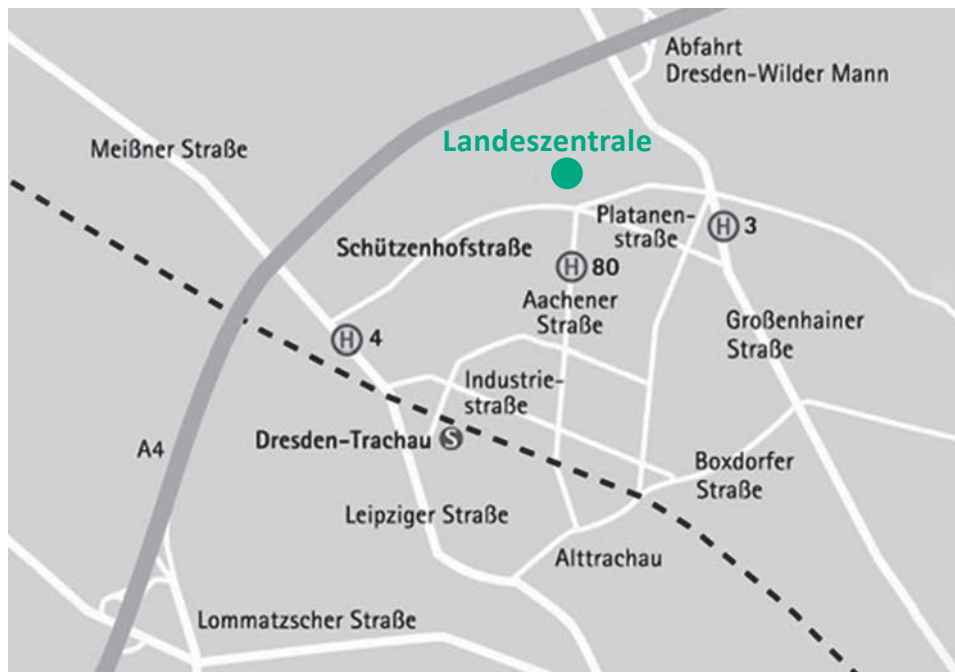 Abfahrt
Dresden-Wilder Mann
Landeszentrale
Meißner Straße
Platanen-
straße
H 3
Schützenhofstraße
H 80
Aachener
Straße
Großenhainer
Straße
H 4
Industrie-
straße
Dresden-Trachau S
A4
Boxdorfer
Straße
Leipziger Straße
Alttrachau
Lommatzscher Straße